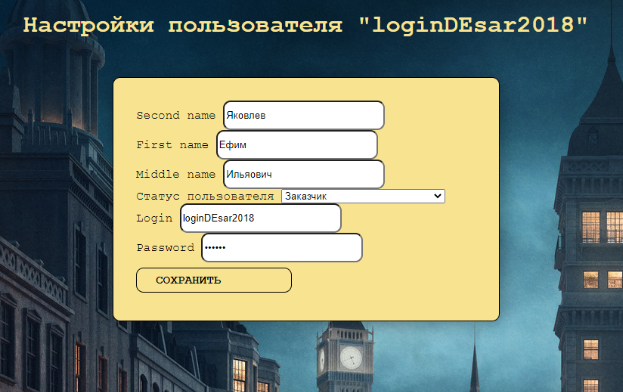 Настройки пользователя "loginDEsar2018"
Second name Яковлев
First name Ефим
Middle name Ильяович
Статус пользователя Заказчик
Login loginDEsar2018
Password ••••••
СОХРАНИТЬ